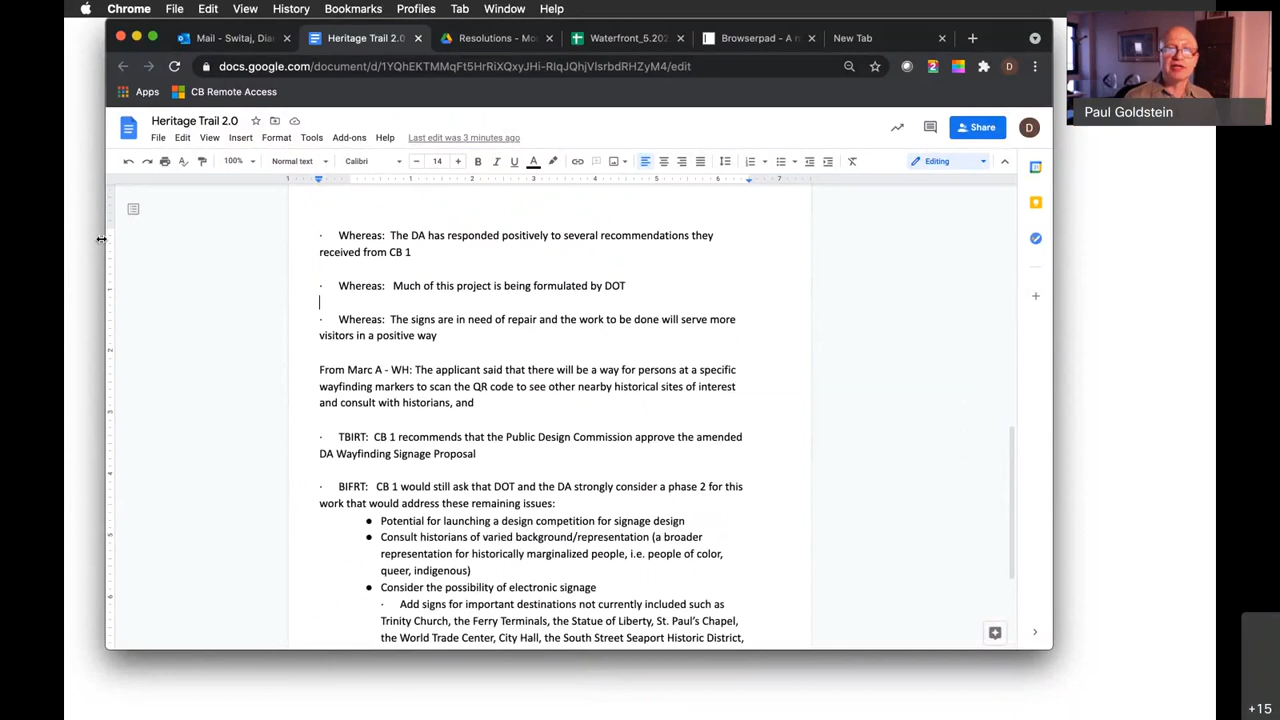 Chrome File Edit View History Bookmarks Profiles Tab Window Help
Mail - Switaj, Dia Heritage Trail 2.0 Resolutions - Mo Waterfront, 5.202 Browserpad - A n New Tab
Apps CB Remote Access
Heritage Trail 2.0
File Edit View Insert Format Tools Add-ons Help Last edit was 3 minutes ago
Share D
100% Normal text Calibri 14 Editing
1 1 2 3 4 5 6 7
· Whereas: The DA has responded positively to several recommendations they
received from CB 1
· Whereas: Much of this project is being formulated by DOT
· Whereas: The signs are in need of repair and the work to be done will serve more
visitors in a positive way
From Marc A - WH: The applicant said that there will be a way for persons at a specific
wayfinding markers to scan the QR code to see other nearby historical sites of interest
and consult with historians, and
· TBIRT: CB 1 recommends that the Public Design Commission approve the amended
DA Wayfinding Signage Proposal
· BIFRT: CB 1 would still ask that DOT and the DA strongly consider a phase 2 for this
work that would address these remaining issues:
● Potential for launching a design competition for signage design
● Consult historians of varied background/representation (a broader
representation for historically marginalized people, i.e. people of color,
queer, indigenous)
● Consider the possibility of electronic signage
· Add signs for important destinations not currently included such as
Trinity Church, the Ferry Terminals, the Statue of Liberty, St. Paul's Chapel,
the World Trade Center, City Hall, the South Street Seaport Historic District,
Paul Goldstein
+15